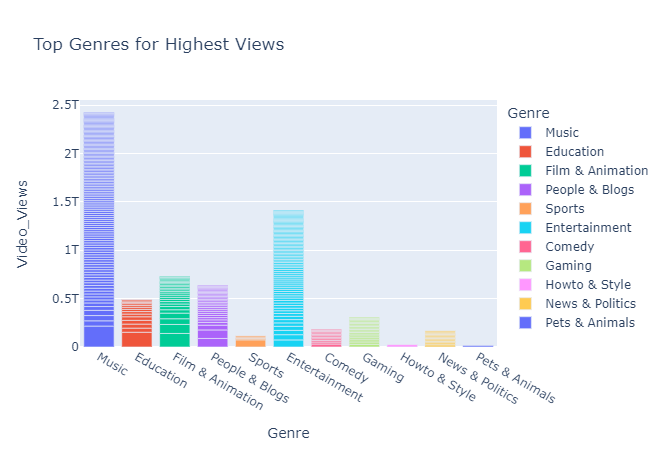 Top Genres for Highest Views
2.5T
2T
1.5T
1T
0.5T
0
Video_Views
Music
Education
Film & Animation
People & Blogs
Sports
Entertainment
Comedy
Gaming
Howto & Style
News & Politics
Pets & Animals
Genre
Genre
Music
Education
Film & Animation
People & Blogs
Sports
Entertainment
Comedy
Gaming
Howto & Style
News & Politics
Pets & Animals